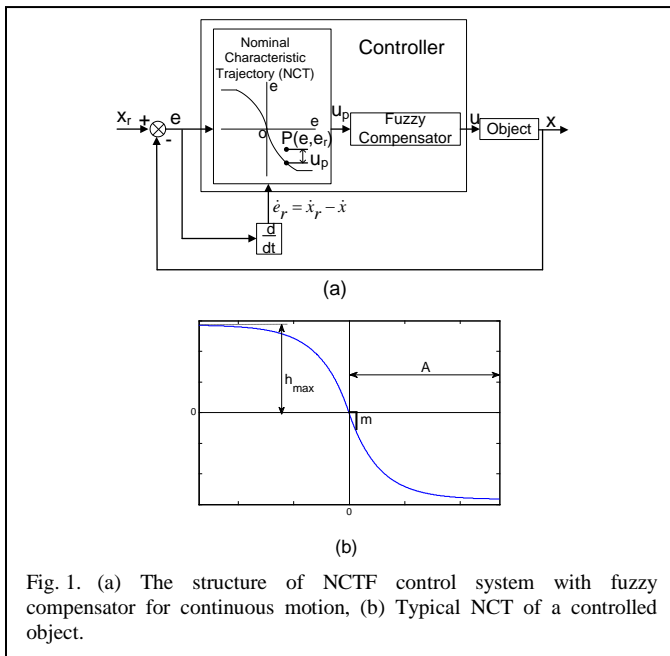 Controller
Nominal
Characteristic
Trajectory (NCT)
e
e
o
P(e,e_r)
u_p
x_r + e
-
u_p
Fuzzy
Compensator
u
Object
x
ė_r = ẋ_r − ẋ
d
dt
(a)
h_max
A
0
m
0
(b)
Fig. 1. (a) The structure of NCTF control system with fuzzy
compensator for continuous motion, (b) Typical NCT of a controlled
object.